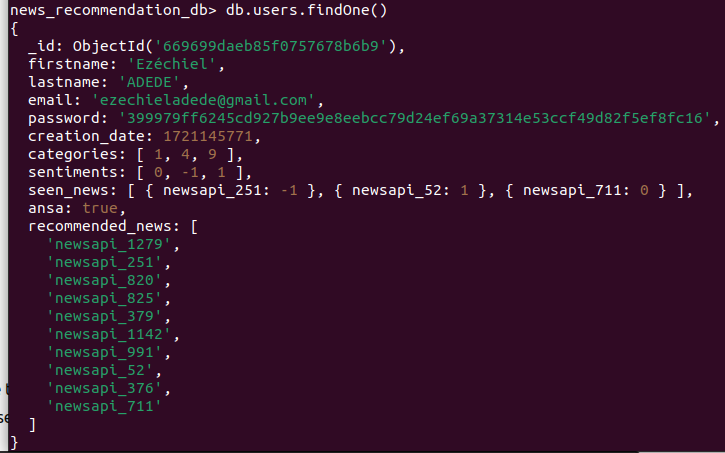 news_recommendation_db> db.users.findOne()
{
  _id: ObjectId('669699daeb85f0757678b6b9'),
  firstname: 'Ezéchiel',
  lastname: 'ADEDE',
  email: 'ezechieladede@gmail.com',
  password: '399979ff6245cd927b9ee9e8eebcc79d24ef69a37314e53ccf49d82f5ef8fc16',
  creation_date: 1721145771,
  categories: [ 1, 4, 9 ],
  sentiments: [ 0, -1, 1 ],
  seen_news: [ { newsapi_251: -1 }, { newsapi_52: 1 }, { newsapi_711: 0 } ],
  ansa: true,
  recommended_news: [
    'newsapi_1279',
    'newsapi_251',
    'newsapi_820',
    'newsapi_825',
    'newsapi_379',
    'newsapi_1142',
    'newsapi_991',
    'newsapi_52',
    'newsapi_376',
    'newsapi_711'
  ]
}